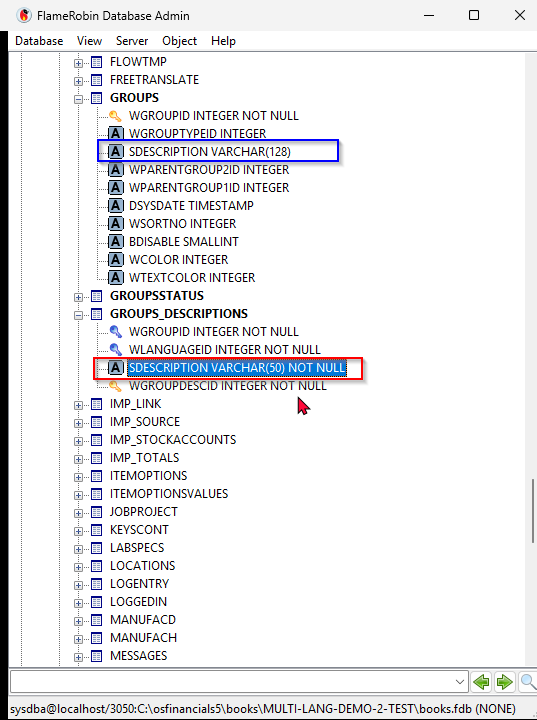 FlameRobin Database Admin
Database View Server Object Help
FLOWTMP
FREETRANSLATE
GROUPS
WGROUPID INTEGER NOT NULL
WGROUPTYPEID INTEGER
SDESCRIPTION VARCHAR(128)
WPARENTGROUP2ID INTEGER
WPARENTGROUP1ID INTEGER
DSYSDATE TIMESTAMP
WSORTNO INTEGER
BDISABLE SMALLINT
WCOLOR INTEGER
WTEXTCOLOR INTEGER
GROUPSSTATUS
GROUPS_DESCRIPTIONS
WGROUPID INTEGER NOT NULL
WLANGUAGEID INTEGER NOT NULL
SDESCRIPTION VARCHAR(50) NOT NULL
WGROUPDESCID INTEGER NOT NULL
IMP_LINK
IMP_SOURCE
IMP_STOCKACCOUNTS
IMP_TOTALS
ITEMOPTIONS
ITEMOPTIONSVALUES
JOBPROJECT
KEYSCONT
LABSPECS
LOCATIONS
LOGENTRY
LOGGEDIN
MANUFACD
MANUFACH
MESSAGES
sysdba@localhost/3050:C:\osfinancials5\books\MULTI-LANG-DEMO-2-TEST\books.fdb (NONE)